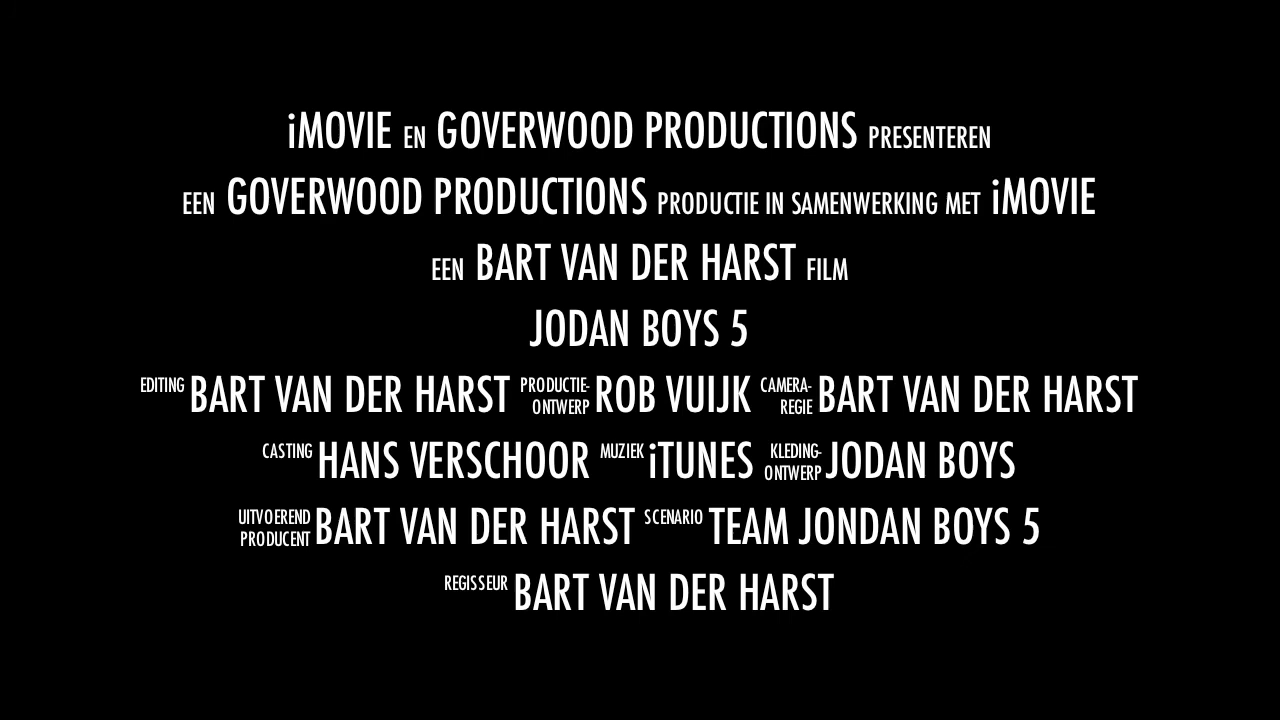 iMOVIE EN GOVERWOOD PRODUCTIONS PRESENTEREN
EEN GOVERWOOD PRODUCTIONS PRODUCTIE IN SAMENWERKING MET iMOVIE
EEN BART VAN DER HARST FILM
JODAN BOYS 5
EDITING BART VAN DER HARST PRODUCTIE-ONTWERP ROB VUIJK CAMERA-REGIE BART VAN DER HARST
CASTING HANS VERSCHOOR MUZIEK iTUNES KLEDING-ONTWERP JODAN BOYS
UITVOEREND PRODUCENT BART VAN DER HARST SCENARIO TEAM JONDAN BOYS 5
REGISSEUR BART VAN DER HARST